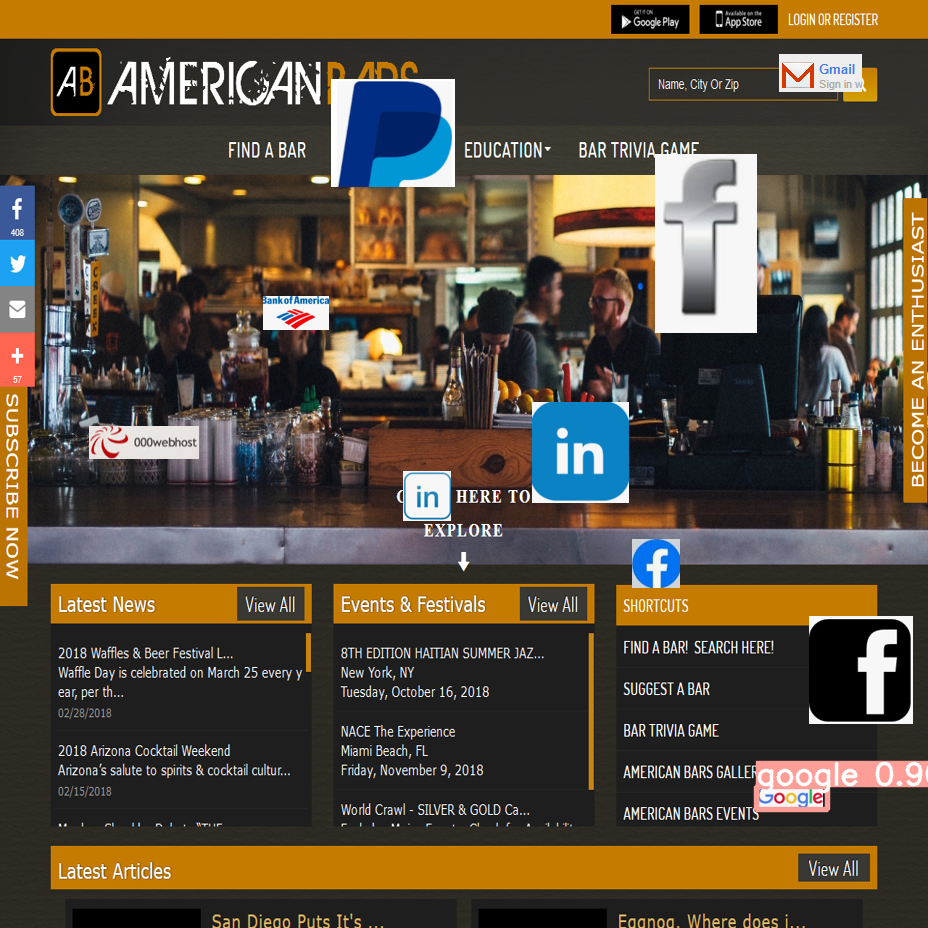 GET IT ON
Google Play
Available on the
App Store
LOGIN OR REGISTER
AB AMERICAN
Name, City Or Zip
Gmail
Sign in w
FIND A BAR
EDUCATION
BAR TRIVIA GAME
408
57
SUBSCRIBE NOW
BECOME AN ENTHUSIAST
Bank of America
000webhost
in
in
HERE TO
EXPLORE
Latest News
View All
2018 Waffles & Beer Festival L...
Waffle Day is celebrated on March 25 every y
ear, per th...
02/28/2018
2018 Arizona Cocktail Weekend
Arizona's salute to spirits & cocktail cultur...
02/15/2018
Events & Festivals
View All
8TH EDITION HAITIAN SUMMER JAZ...
New York, NY
Tuesday, October 16, 2018
NACE The Experience
Miami Beach, FL
Friday, November 9, 2018
World Crawl - SILVER & GOLD Ca...
SHORTCUTS
FIND A BAR! SEARCH HERE!
SUGGEST A BAR
BAR TRIVIA GAME
AMERICAN BARS GALLER
google 0.9
Google
AMERICAN BARS EVENTS
Latest Articles
View All
San Diego Puts It's ...
Eggnog, Where does i...